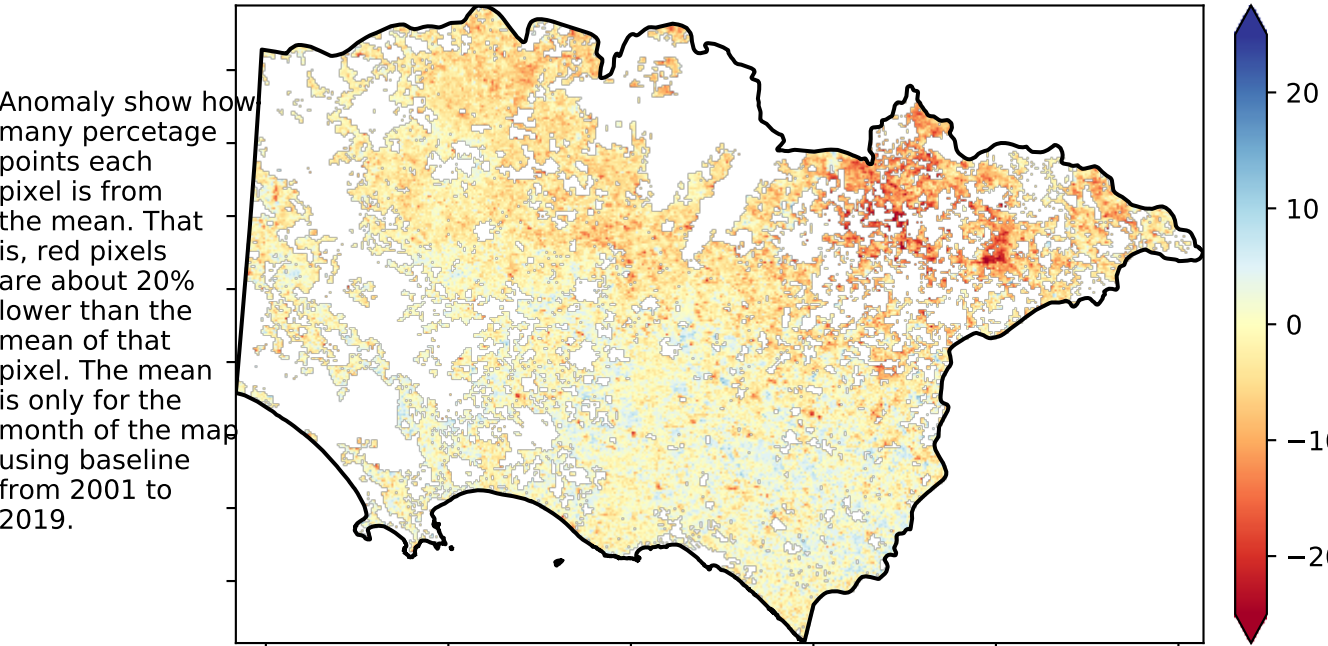 Anomaly show how
many percetage
points each
pixel is from
the mean. That
is, red pixels
are about 20%
lower than the
mean of that
pixel. The mean
is only for the
month of the map
using baseline
from 2001 to
2019.
20
10
0
−10
−20